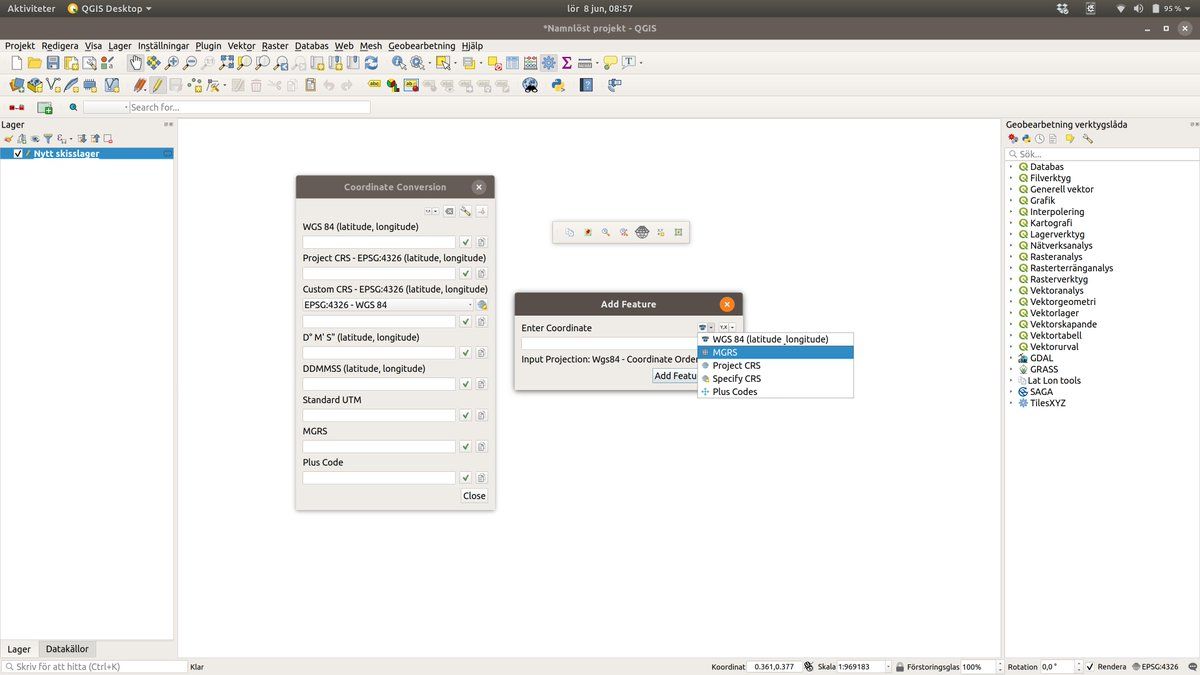 Aktiviteter QGIS Desktop lör 8 jun, 08:57 95 %
*Namnlöst projekt - QGIS
Projekt Redigera Visa Lager Inställningar Plugin Vektor Raster Databas Web Mesh Geobearbetning Hjälp
Search for...
Lager
Nytt skisslager
Coordinate Conversion
WGS 84 (latitude, longitude)
Project CRS - EPSG:4326 (latitude, longitude)
Custom CRS - EPSG:4326 (latitude, longitude)
EPSG:4326 - WGS 84
D° M' S" (latitude, longitude)
DDMMSS (latitude, longitude)
Standard UTM
MGRS
Plus Code
Close
Add Feature
Enter Coordinate
Y,X
Input Projection: Wgs84 - Coordinate Order
Add Featu
WGS 84 (latitude, longitude)
MGRS
Project CRS
Specify CRS
Plus Codes
Geobearbetning verktygslåda
Sök...
Databas
Filverktyg
Generell vektor
Grafik
Interpolering
Kartografi
Lagerverktyg
Nätverksanalys
Rasteranalys
Rasterterränganalys
Rasterverktyg
Vektoranalys
Vektorgeometri
Vektorlager
Vektorskapande
Vektortabell
Vektorurval
GDAL
GRASS
Lat Lon tools
SAGA
TilesXYZ
Lager Datakällor
Skriv för att hitta (Ctrl+K) Klar Koordinat 0.361,0.377 Skala 1:969183 Förstoringsglas 100% Rotation 0,0° Rendera EPSG:4326